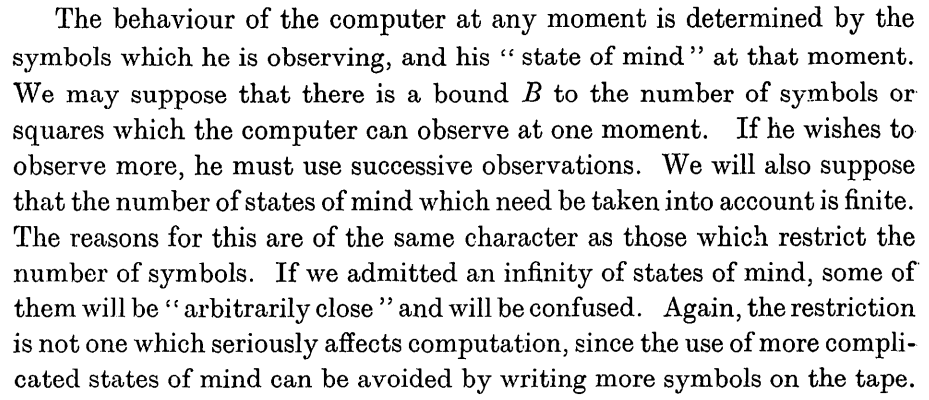 The behaviour of the computer at any moment is determined by the
symbols which he is observing, and his “ state of mind ” at that moment.
We may suppose that there is a bound B to the number of symbols or
squares which the computer can observe at one moment. If he wishes to
observe more, he must use successive observations. We will also suppose
that the number of states of mind which need be taken into account is finite.
The reasons for this are of the same character as those which restrict the
number of symbols. If we admitted an infinity of states of mind, some of
them will be “ arbitrarily close ” and will be confused. Again, the restriction
is not one which seriously affects computation, since the use of more compli-
cated states of mind can be avoided by writing more symbols on the tape.